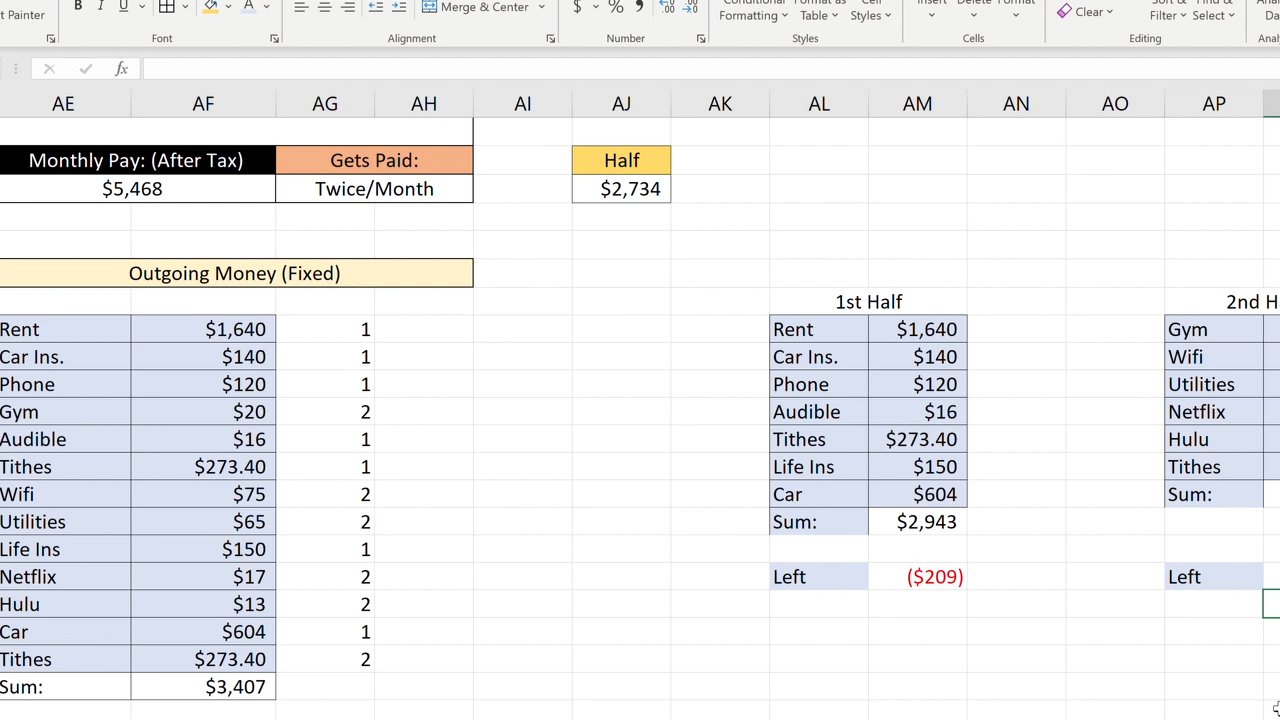 t Painter B I U A Merge & Center $ % Conditional Format as Cell Insert Delete Format Clear Sort & Find &
Formatting Table Styles Filter Select Da
Font Alignment Number Styles Cells Editing Anal
fx
AE AF AG AH AI AJ AK AL AM AN AO AP
Monthly Pay: (After Tax) Gets Paid: Half
$5,468 Twice/Month $2,734
Outgoing Money (Fixed)
1st Half 2nd Ha
Rent $1,640 1 Rent $1,640 Gym
Car Ins. $140 1 Car Ins. $140 Wifi
Phone $120 1 Phone $120 Utilities
Gym $20 2 Audible $16 Netflix
Audible $16 1 Tithes $273.40 Hulu
Tithes $273.40 1 Life Ins $150 Tithes
Wifi $75 2 Car $604 Sum:
Utilities $65 2 Sum: $2,943
Life Ins $150 1
Netflix $17 2 Left ($209) Left
Hulu $13 2
Car $604 1
Tithes $273.40 2
Sum: $3,407